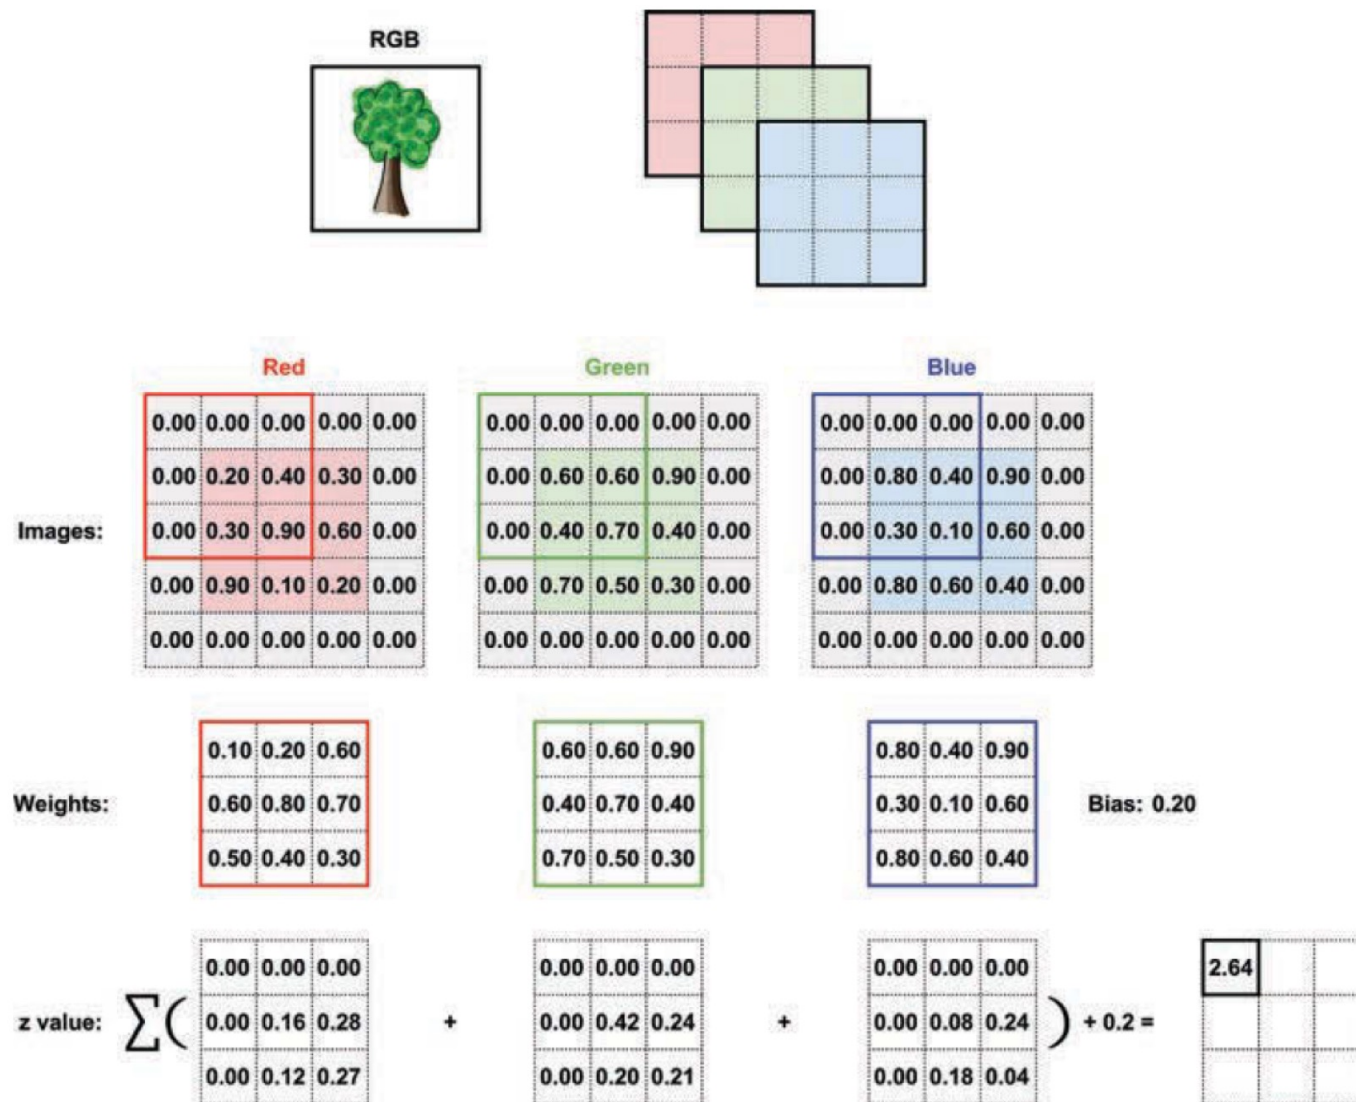 RGB
Red Green Blue
0.00 0.00 0.00 0.00 0.00 0.00 0.00 0.00 0.00 0.00 0.00 0.00 0.00 0.00 0.00
0.00 0.20 0.40 0.30 0.00 0.00 0.60 0.60 0.90 0.00 0.00 0.80 0.40 0.90 0.00
Images: 0.00 0.30 0.90 0.60 0.00 0.00 0.40 0.70 0.40 0.00 0.00 0.30 0.10 0.60 0.00
0.00 0.90 0.10 0.20 0.00 0.00 0.70 0.50 0.30 0.00 0.00 0.80 0.60 0.40 0.00
0.00 0.00 0.00 0.00 0.00 0.00 0.00 0.00 0.00 0.00 0.00 0.00 0.00 0.00 0.00
0.10 0.20 0.60 0.60 0.60 0.90 0.80 0.40 0.90
Weights: 0.60 0.80 0.70 0.40 0.70 0.40 0.30 0.10 0.60 Bias: 0.20
0.50 0.40 0.30 0.70 0.50 0.30 0.80 0.60 0.40
0.00 0.00 0.00 0.00 0.00 0.00 0.00 0.00 0.00 2.64
z value: ∑( 0.00 0.16 0.28 + 0.00 0.42 0.24 + 0.00 0.08 0.24 ) + 0.2 =
0.00 0.12 0.27 0.00 0.20 0.21 0.00 0.18 0.04